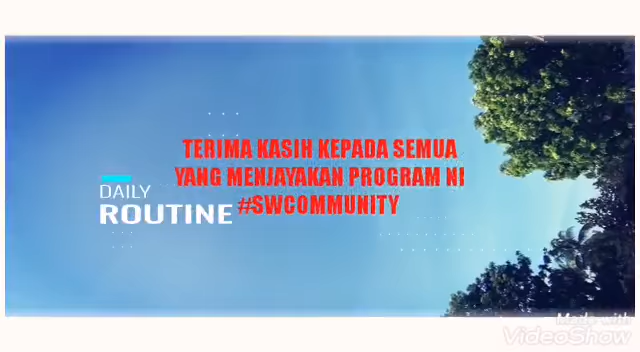 TERIMA KASIH KEPADA SEMUA
YANG MENJAYAKAN PROGRAM NI
#SWCOMMUNITY
DAILY
ROUTINE
Made with
VideoShow